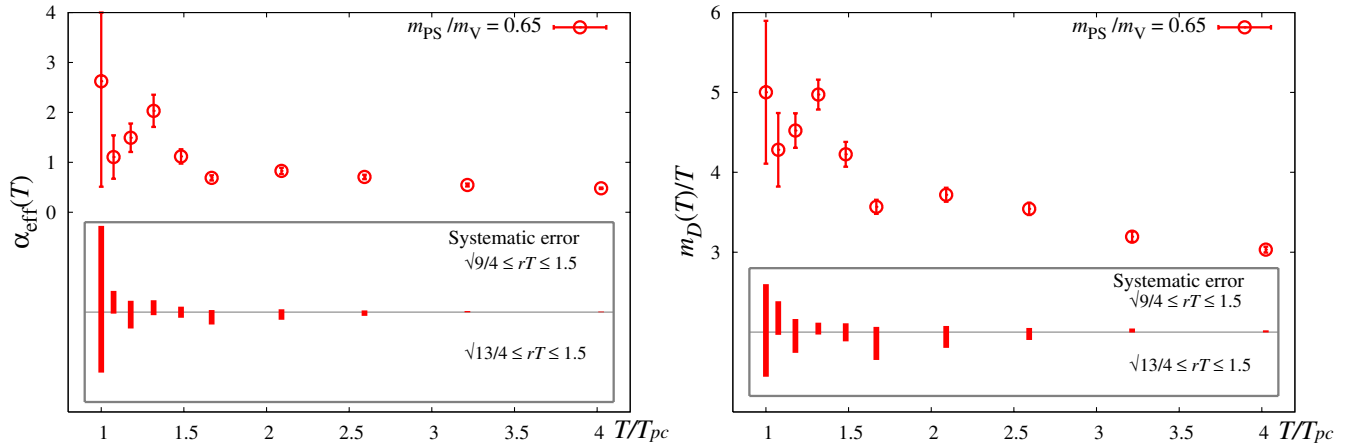 4
3
2
1
0
α_eff(T)
m_PS/m_V = 0.65
Systematic error
√9/4 ≤ rT ≤ 1.5
√13/4 ≤ rT ≤ 1.5
1 1.5 2 2.5 3 3.5 4 T/T_pc
6
5
4
3
m_D(T)/T
m_PS/m_V = 0.65
Systematic error
√9/4 ≤ rT ≤ 1.5
√13/4 ≤ rT ≤ 1.5
1 1.5 2 2.5 3 3.5 4 T/T_pc